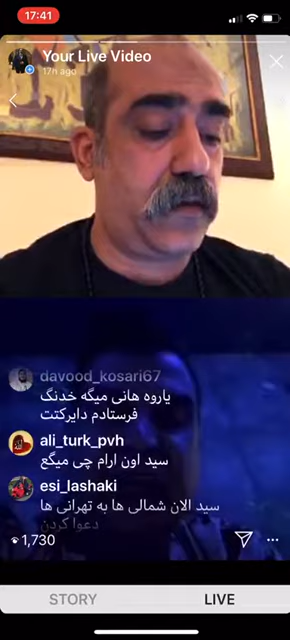 17:41
Your Live Video
17h ago
davood_kosari67
یاروه هانی میگه خدنگ
فرستادم دایرکتت
ali_turk_pvh
سید اون ارام چی میگع
esi_lashaki
سید الان شمالی ها به تهرانی ها
دعوا کردن
1,730
STORY
LIVE